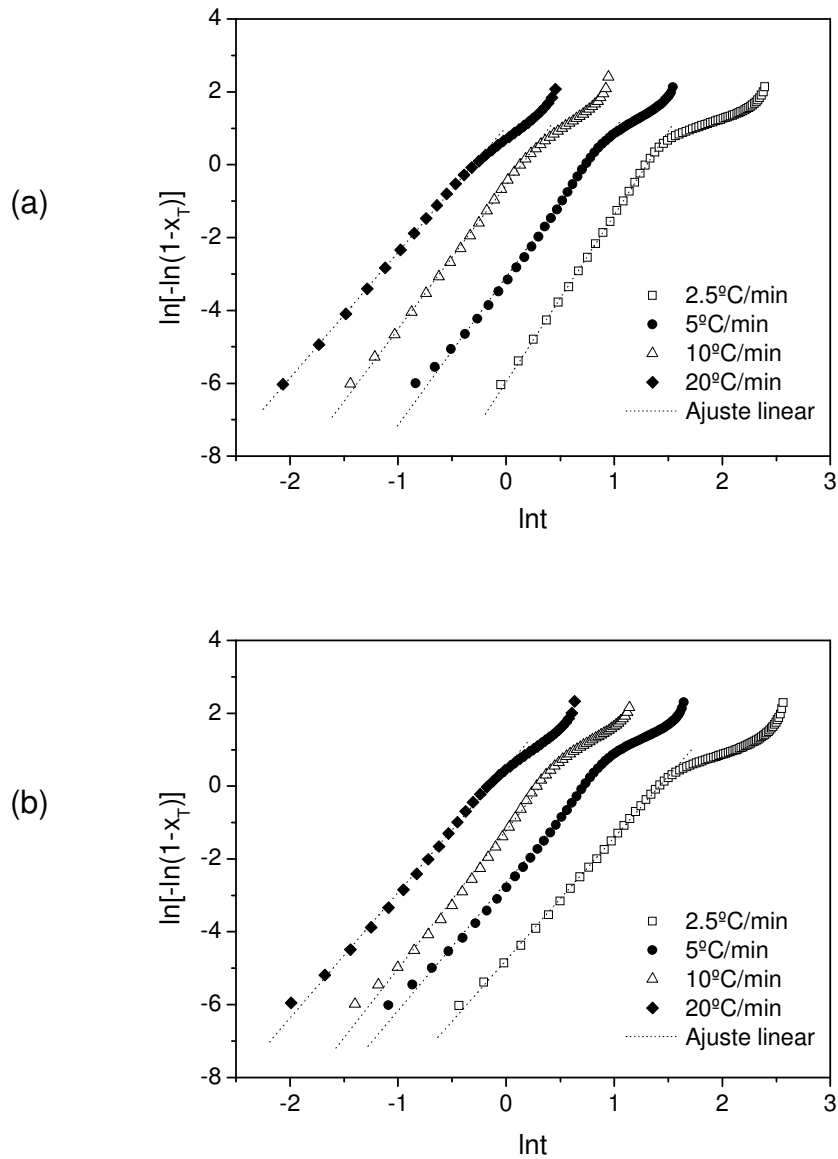 (a)
ln[-ln(1-x_T)]
4
2
0
-2
-4
-6
-8
-2 -1 0 1 2 3
lnt
2.5ºC/min
5ºC/min
10ºC/min
20ºC/min
Ajuste linear
(b)
ln[-ln(1-x_T)]
4
2
0
-2
-4
-6
-8
-2 -1 0 1 2 3
lnt
2.5ºC/min
5ºC/min
10ºC/min
20ºC/min
Ajuste linear